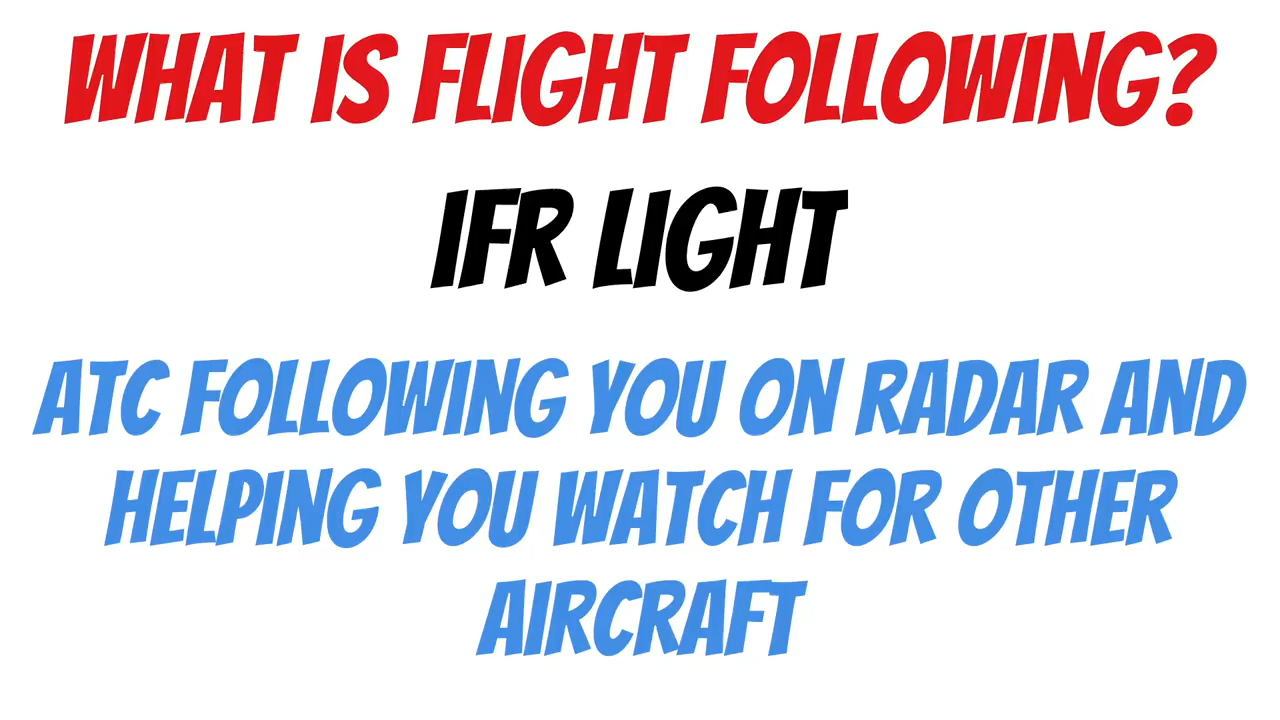 WHAT IS FLIGHT FOLLOWING?
IFR LIGHT
ATC FOLLOWING YOU ON RADAR AND
HELPING YOU WATCH FOR OTHER
AIRCRAFT